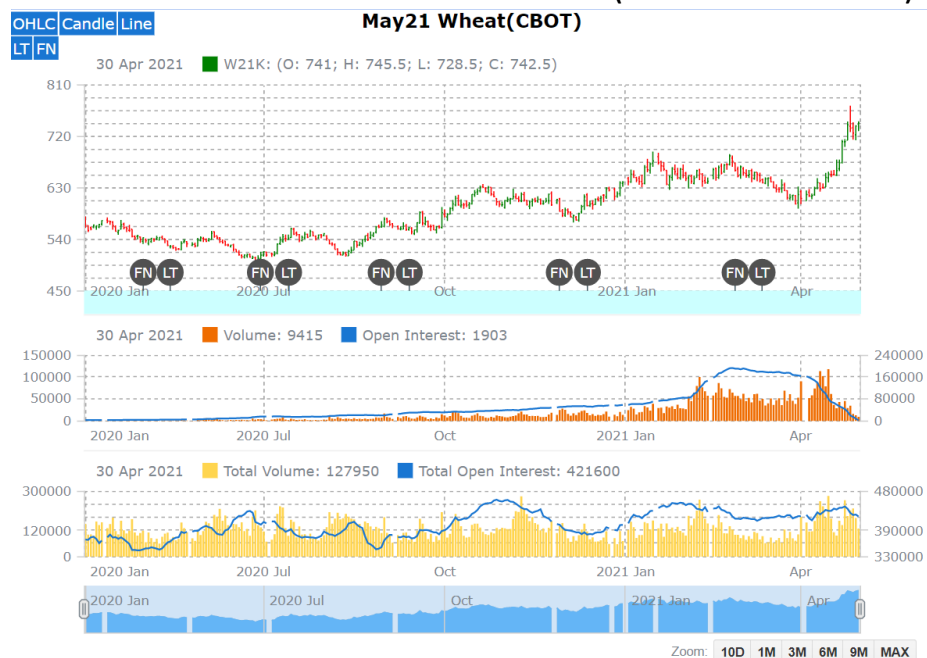 May21 Wheat(CBOT)
OHLC Candle Line
LT FN
30 Apr 2021 W21K: (O: 741; H: 745.5; L: 728.5; C: 742.5)
810
720
630
540
450
FN LT FN LT FN LT FN LT FN LT
2020 Jan 2020 Jul Oct 2021 Jan Apr
30 Apr 2021 Volume: 9415 Open Interest: 1903
150000 240000
100000 160000
50000 80000
0 0
2020 Jan 2020 Jul Oct 2021 Jan Apr
30 Apr 2021 Total Volume: 127950 Total Open Interest: 421600
300000 480000
120000 390000
0 330000
2020 Jan 2020 Jul Oct 2021 Jan Apr
2020 Jan 2020 Jul Oct 2021 Jan Apr
Zoom: 10D 1M 3M 6M 9M MAX